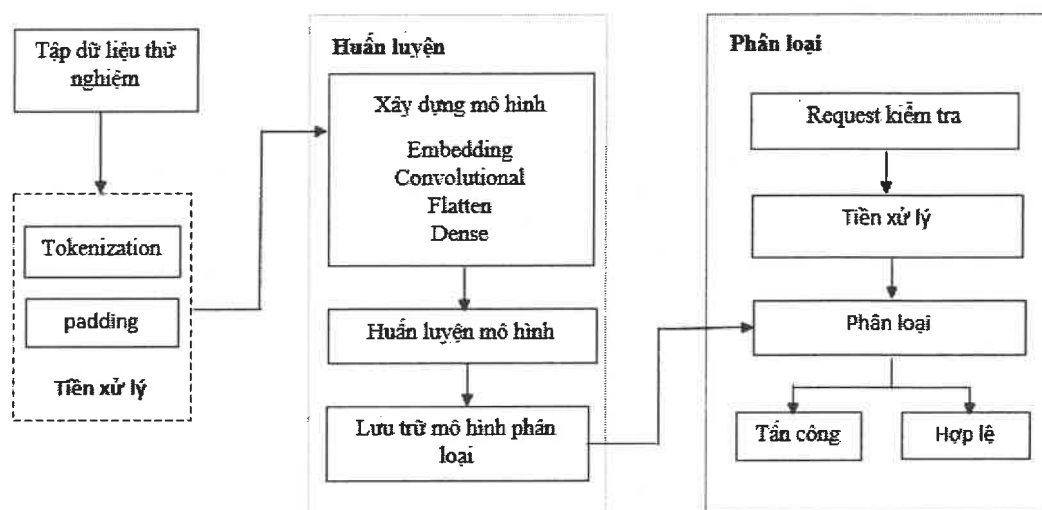 Tập dữ liệu thử
nghiệm
Tokenization
padding
Tiền xử lý
Huấn luyện
Xây dựng mô hình
Embedding
Convolutional
Flatten
Dense
Huấn luyện mô hình
Lưu trữ mô hình phân
loại
Phân loại
Request kiểm tra
Tiền xử lý
Phân loại
Tấn công
Hợp lệ